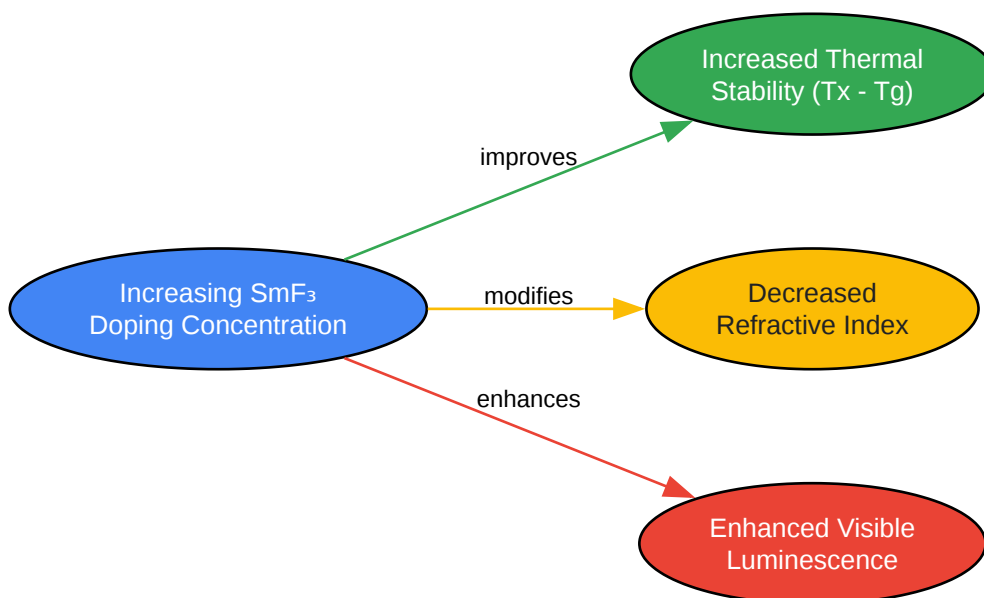 Increased Thermal
Stability (Tx - Tg)
improves
Increasing SmF₃
Doping Concentration
modifies
Decreased
Refractive Index
enhances
Enhanced Visible
Luminescence